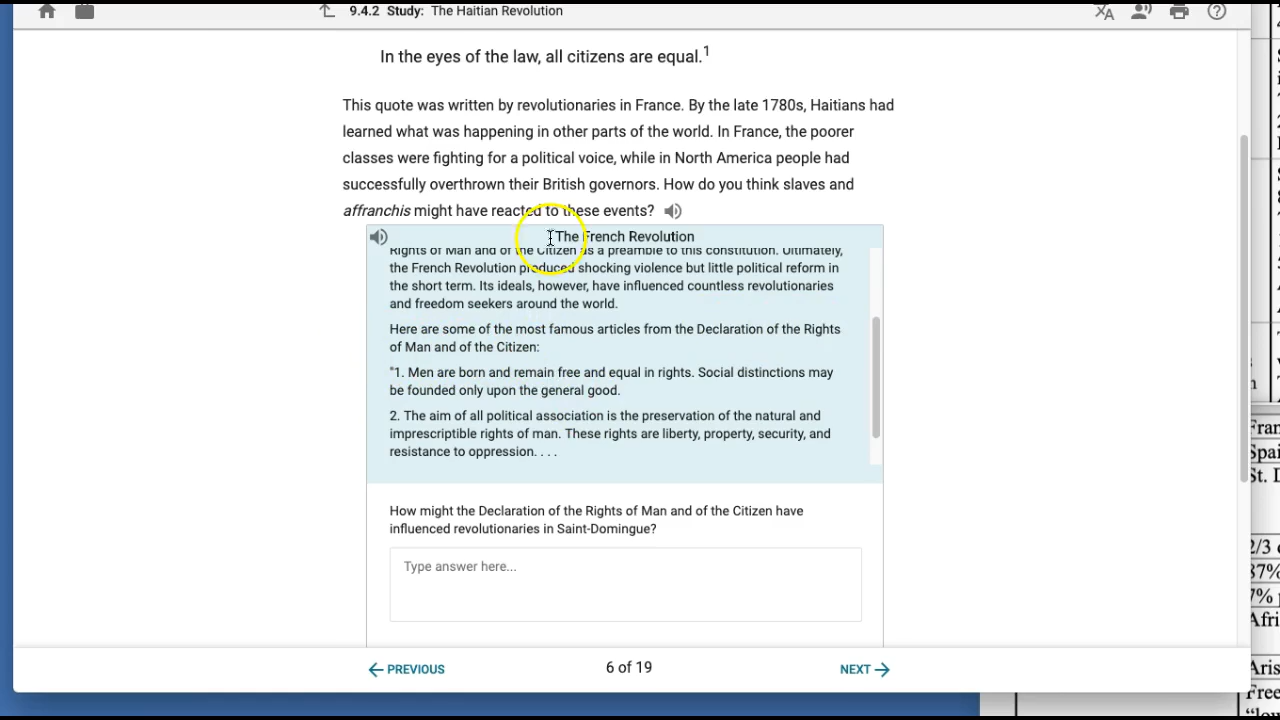 9.4.2 Study: The Haitian Revolution
In the eyes of the law, all citizens are equal.1
This quote was written by revolutionaries in France. By the late 1780s, Haitians had
learned what was happening in other parts of the world. In France, the poorer
classes were fighting for a political voice, while in North America people had
successfully overthrown their British governors. How do you think slaves and
affranchis might have reacted to these events?
The French Revolution
Rights of Man and of the Citizen as a preamble to this constitution. Ultimately,
the French Revolution produced shocking violence but little political reform in
the short term. Its ideals, however, have influenced countless revolutionaries
and freedom seekers around the world.
Here are some of the most famous articles from the Declaration of the Rights
of Man and of the Citizen:
"1. Men are born and remain free and equal in rights. Social distinctions may
be founded only upon the general good.
2. The aim of all political association is the preservation of the natural and
imprescriptible rights of man. These rights are liberty, property, security, and
resistance to oppression. . . .
How might the Declaration of the Rights of Man and of the Citizen have
influenced revolutionaries in Saint-Domingue?
Type answer here...
PREVIOUS
6 of 19
NEXT
2/3
87%
7%